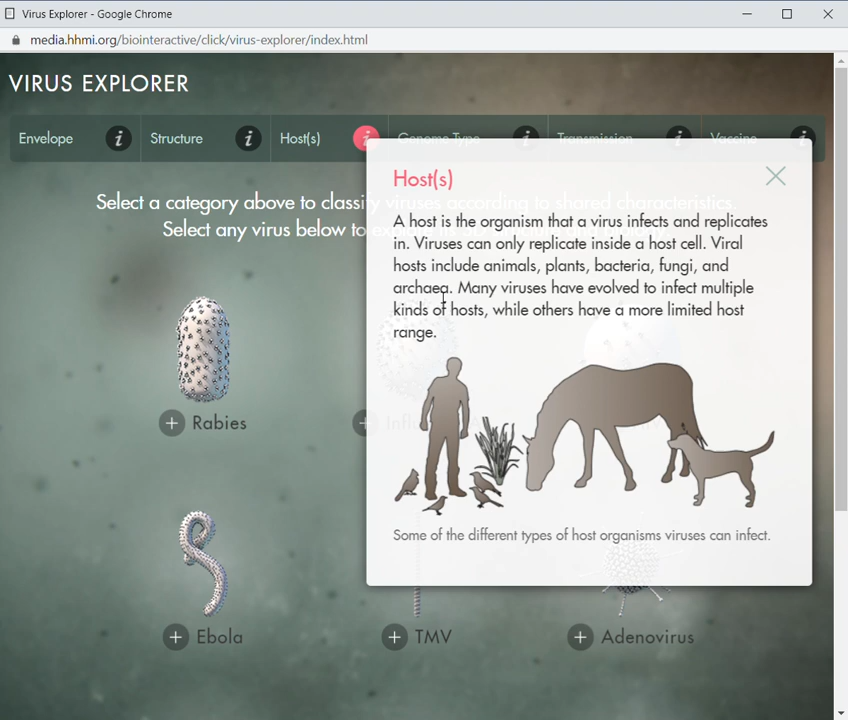 Virus Explorer - Google Chrome
media.hhmi.org/biointeractive/click/virus-explorer/index.html
VIRUS EXPLORER
Envelope i Structure i Host(s) i Genome Type i Transmission i Vaccine i
Select a category above to classify viruses according to shared characteristics.
Select any virus below to
Host(s)
A host is the organism that a virus infects and replicates
in. Viruses can only replicate inside a host cell. Viral
hosts include animals, plants, bacteria, fungi, and
archaea. Many viruses have evolved to infect multiple
kinds of hosts, while others have a more limited host
range.
Some of the different types of host organisms viruses can infect.
+ Rabies
+ Ebola + TMV + Adenovirus